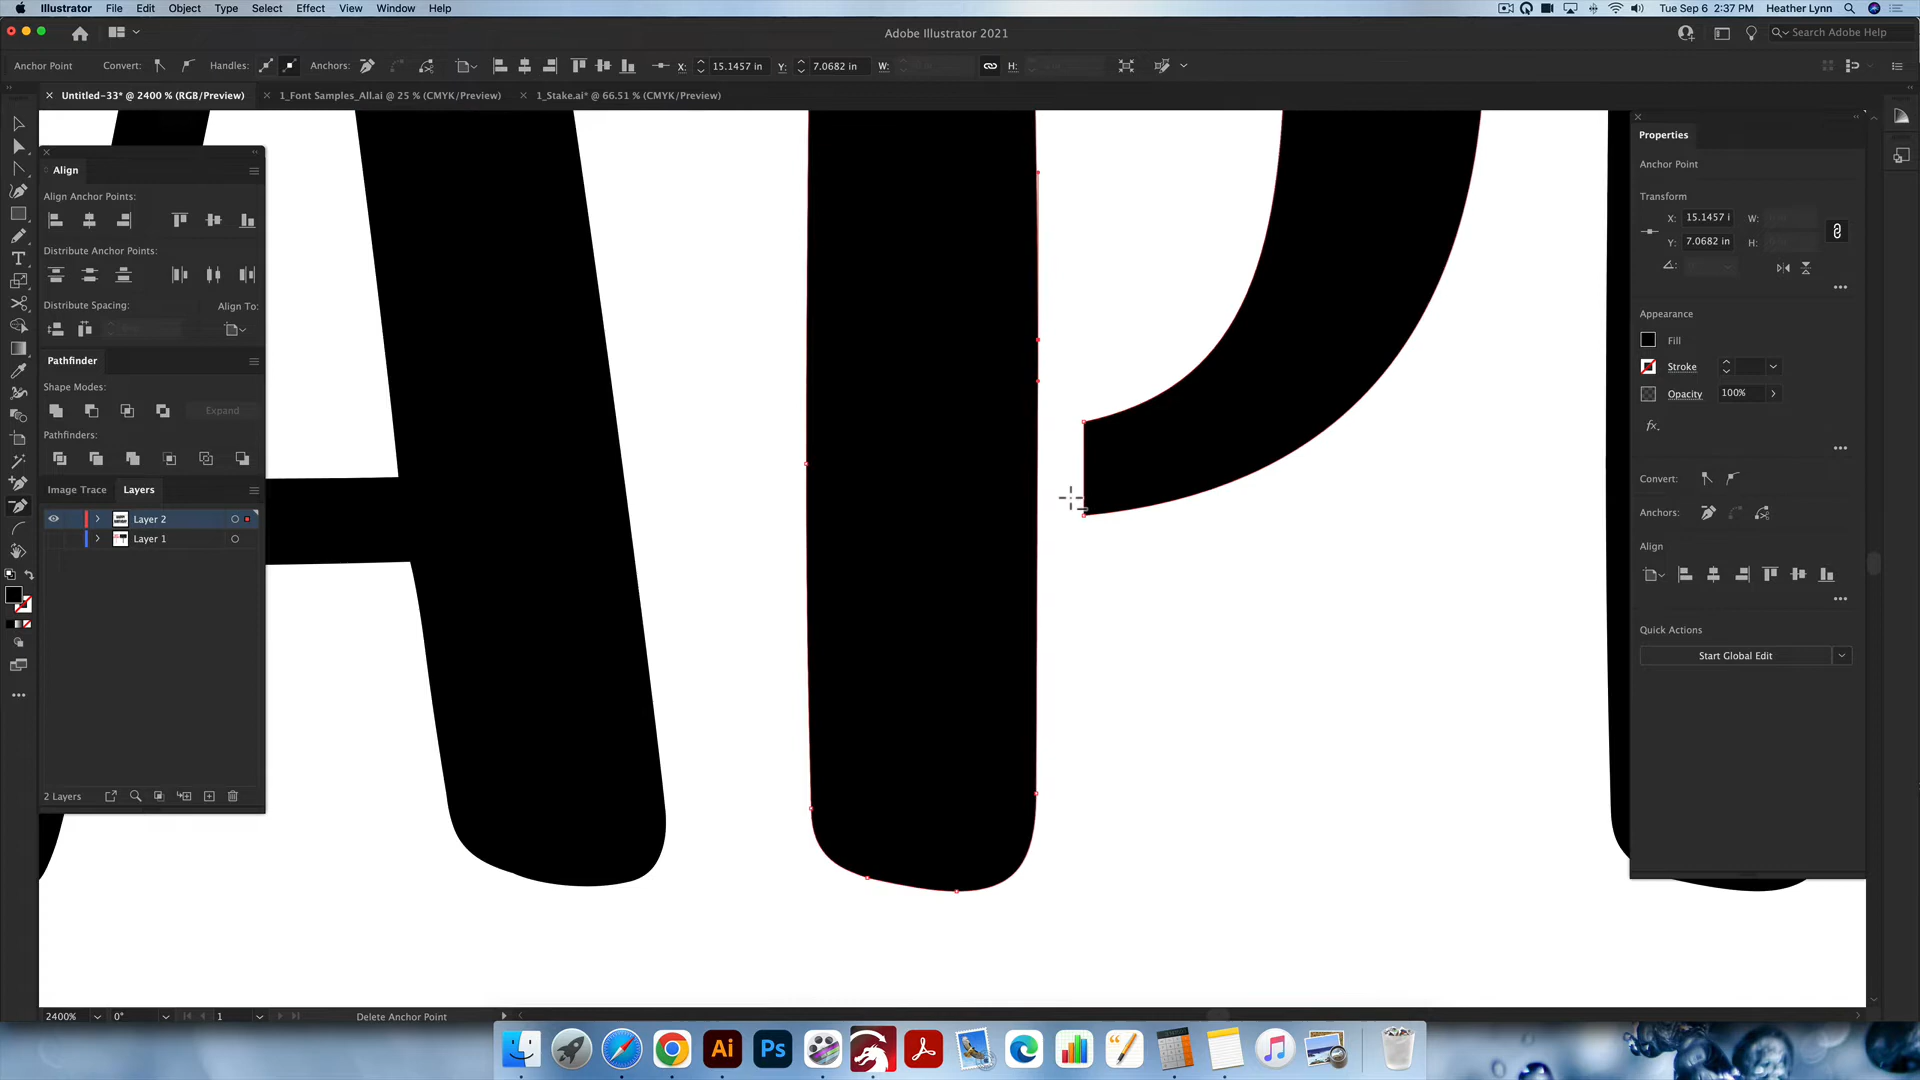 Illustrator File Edit Object Type Select Effect View Window Help
Tue Sep 6 2:37 PM Heather Lynn
Adobe Illustrator 2021
Search Adobe Help
Anchor Point Convert: Handles: Anchors: X: 15.1457 in Y: 7.0682 in W: H:
Untitled-33* @ 2400 % (RGB/Preview) 1_Font Samples_All.ai @ 25 % (CMYK/Preview) 1_Stake.ai* @ 66.51 % (CMYK/Preview)
Align
Align Anchor Points:
Distribute Anchor Points:
Distribute Spacing: Align To:
Pathfinder
Shape Modes:
Expand
Pathfinders:
Image Trace Layers
Layer 2
Layer 1
2 Layers
Properties
Anchor Point
Transform
X: 15.1457 i W:
Y: 7.0682 in H:
Appearance
Fill
Stroke
Opacity 100%
fx.
Convert:
Anchors:
Align
Quick Actions
Start Global Edit
2400% 0° 1 Delete Anchor Point
Ai Ps